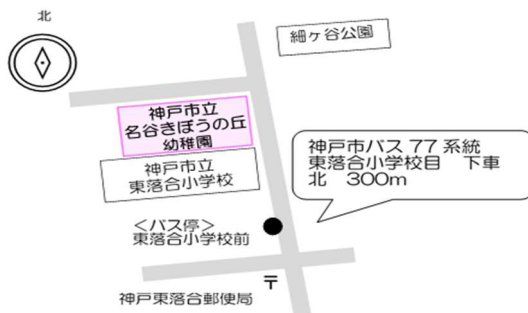 北
細ヶ谷公園
神戸市立
名谷きぼうの丘
幼稚園
神戸市立
東落合小学校
神戸市バス 77 系統
東落合小学校目 下車
北 300m
＜バス停＞
東落合小学校前
〒
神戸東落合郵便局